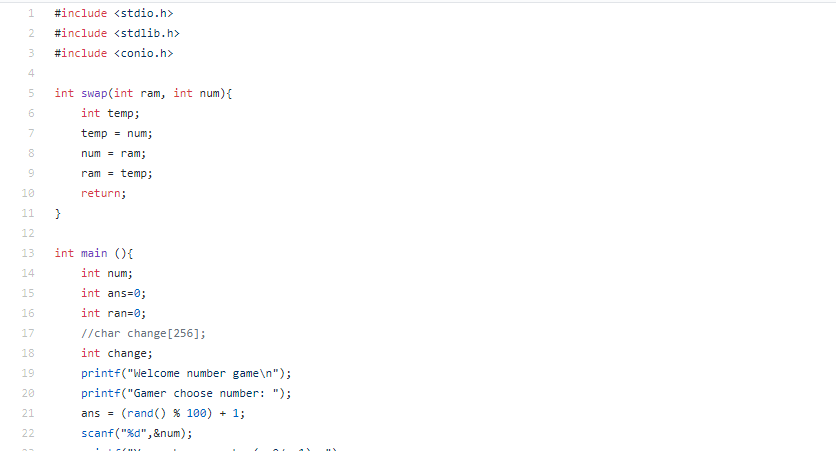 1 #include <stdio.h>
2 #include <stdlib.h>
3 #include <conio.h>
4
5 int swap(int ram, int num){
6 int temp;
7 temp = num;
8 num = ram;
9 ram = temp;
10 return;
11 }
12
13 int main (){
14 int num;
15 int ans=0;
16 int ran=0;
17 //char change[256];
18 int change;
19 printf("Welcome number game\n");
20 printf("Gamer choose number: ");
21 ans = (rand() % 100) + 1;
22 scanf("%d",&num);